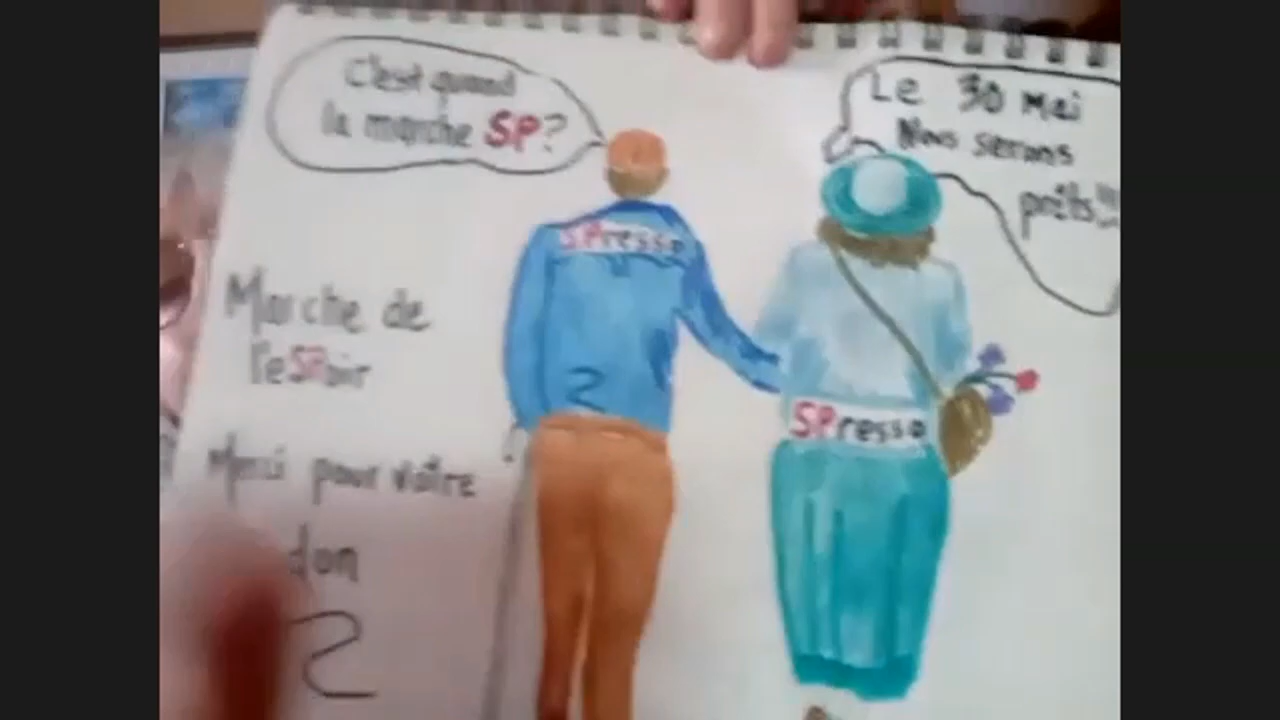 C'est quand
la marche SP?
Le 30 Mai
Nous serons
prêts!!!
SPresso
Marche de
l'eSPoir
SPresso
Merci pour votre
don